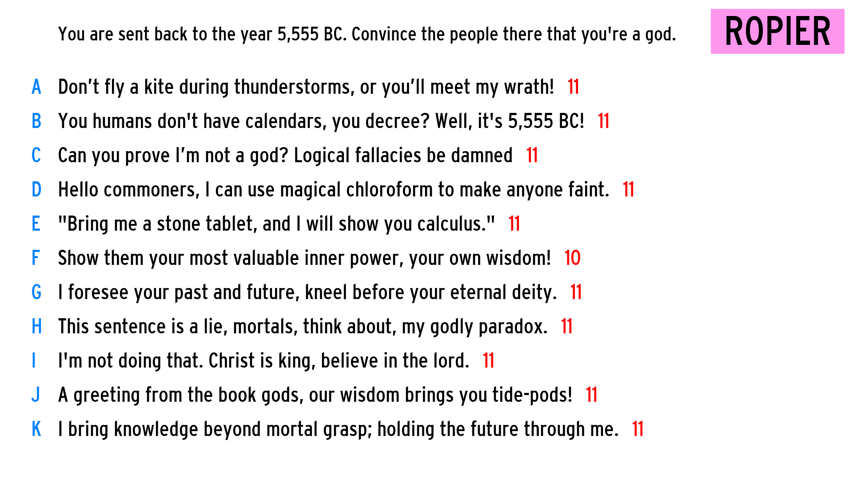 You are sent back to the year 5,555 BC. Convince the people there that you're a god.
ROPIER
A Don’t fly a kite during thunderstorms, or you’ll meet my wrath! 11
B You humans don't have calendars, you decree? Well, it's 5,555 BC! 11
C Can you prove I’m not a god? Logical fallacies be damned 11
D Hello commoners, I can use magical chloroform to make anyone faint. 11
E "Bring me a stone tablet, and I will show you calculus." 11
F Show them your most valuable inner power, your own wisdom! 10
G I foresee your past and future, kneel before your eternal deity. 11
H This sentence is a lie, mortals, think about, my godly paradox. 11
I I'm not doing that. Christ is king, believe in the lord. 11
J A greeting from the book gods, our wisdom brings you tide-pods! 11
K I bring knowledge beyond mortal grasp; holding the future through me. 11